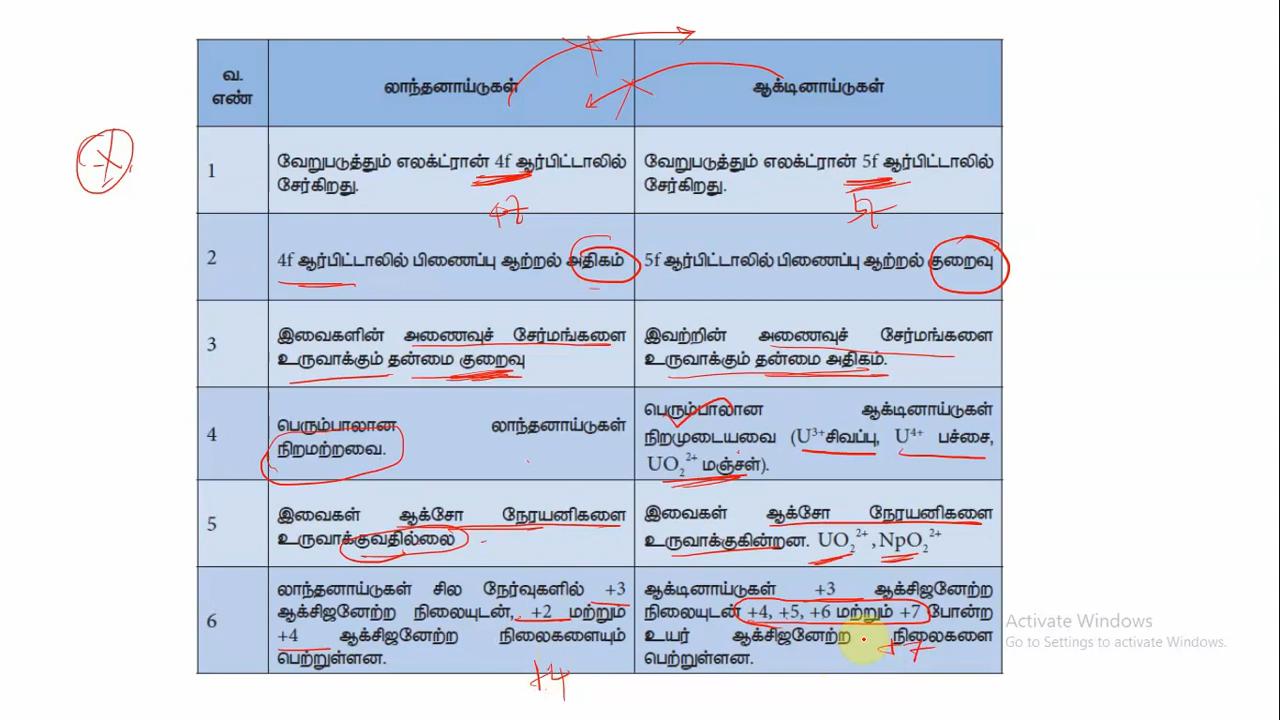 வ.
எண்
லாந்தனாய்டுகள்
ஆக்டினாய்டுகள்
1
வேறுபடுத்தும் எலக்ட்ரான் 4f ஆர்பிட்டாலில்
சேர்கிறது.
வேறுபடுத்தும் எலக்ட்ரான் 5f ஆர்பிட்டாலில்
சேர்கிறது.
4f
5f
2
4f ஆர்பிட்டாலில் பிணைப்பு ஆற்றல் அதிகம்
5f ஆர்பிட்டாலில் பிணைப்பு ஆற்றல் குறைவு
3
இவைகளின் அணைவுச் சேர்மங்களை
உருவாக்கும் தன்மை குறைவு
இவற்றின் அணைவுச் சேர்மங்களை
உருவாக்கும் தன்மை அதிகம்.
4
பெரும்பாலான லாந்தனாய்டுகள்
நிறமற்றவை.
பெரும்பாலான ஆக்டினாய்டுகள்
நிறமுடையவை (U³⁺சிவப்பு, U⁴⁺ பச்சை,
UO₂²⁺ மஞ்சள்).
5
இவைகள் ஆக்சோ நேரயனிகளை
உருவாக்குவதில்லை
இவைகள் ஆக்சோ நேரயனிகளை
உருவாக்குகின்றன. UO₂²⁺, NpO₂²⁺
6
லாந்தனாய்டுகள் சில நேர்வுகளில் +3
ஆக்சிஜனேற்ற நிலையுடன், +2 மற்றும்
+4 ஆக்சிஜனேற்ற நிலைகளையும்
பெற்றுள்ளன.
ஆக்டினாய்டுகள் +3 ஆக்சிஜனேற்ற
நிலையுடன் +4, +5, +6 மற்றும் +7 போன்ற
உயர் ஆக்சிஜனேற்ற நிலைகளை
பெற்றுள்ளன.
+7
+4
Activate Windows
Go to Settings to activate Windows.